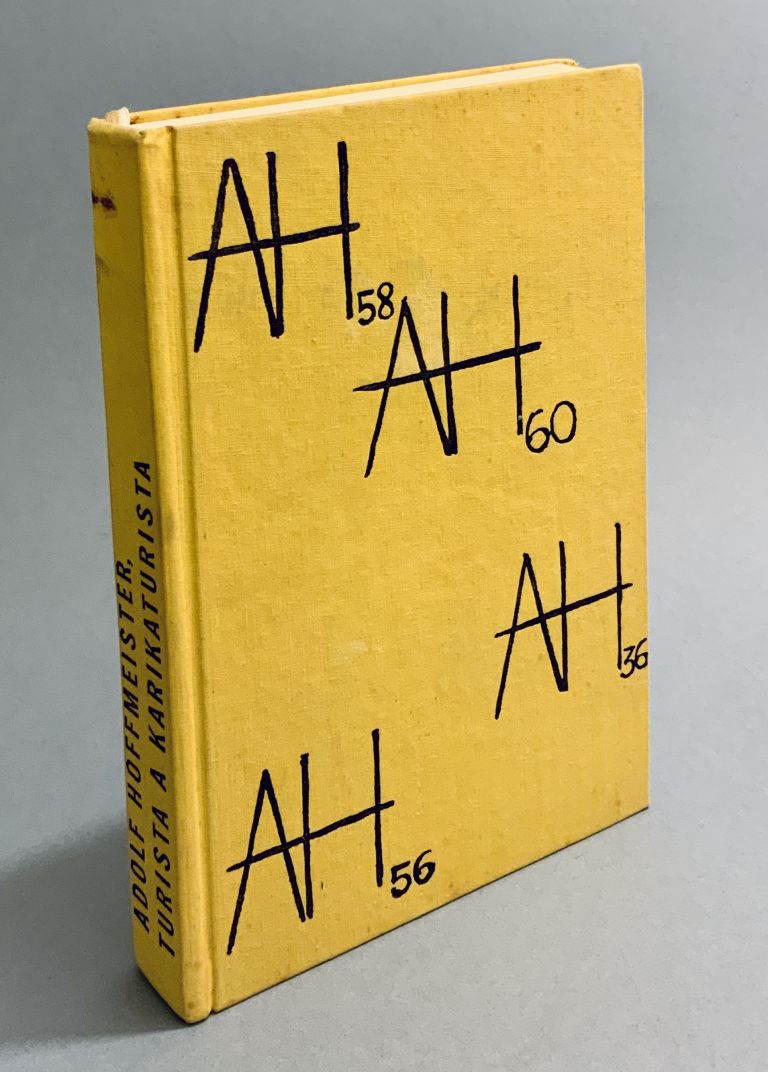 ADOLF HOFFMEISTER,
TURISTA A KARIKATURISTA
AH 58
AH 60
AH 36
AH 56